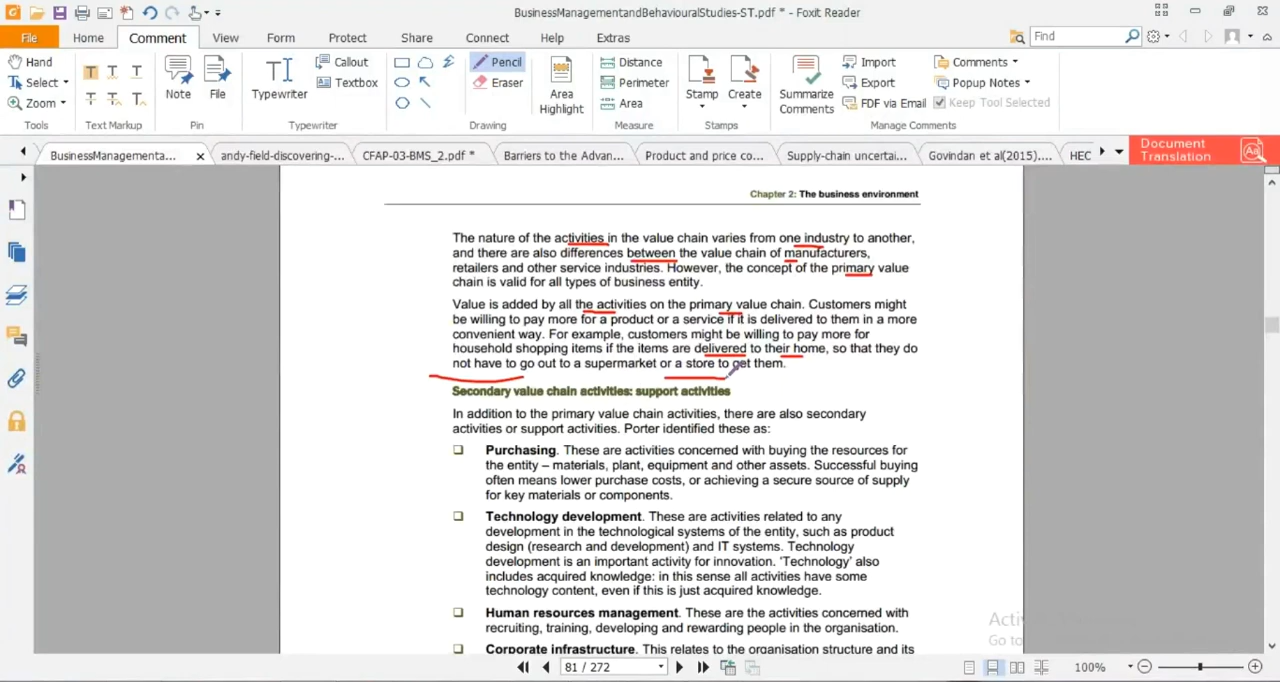 BusinessManagementandBehaviouralStudies-ST.pdf * - Foxit Reader
File Home Comment View Form Protect Share Connect Help Extras Find
Hand Select Zoom
Tools
T T T T T T
Text Markup
Note File
Pin
Typewriter Callout Textbox
Typewriter
Pencil Eraser Area Highlight
Drawing
Distance Perimeter Area
Measure
Stamp Create
Stamps
Summarize Comments Import Export FDF via Email Comments Popup Notes Keep Tool Selected
Manage Comments
BusinessManagementa... andy-field-discovering-... CFAP-03-BMS_2.pdf * Barriers to the Advan... Product and price co... Supply-chain uncertai... Govindan et al(2015).... HEC Document Translation
Chapter 2: The business environment
The nature of the activities in the value chain varies from one industry to another,
and there are also differences between the value chain of manufacturers,
retailers and other service industries. However, the concept of the primary value
chain is valid for all types of business entity.
Value is added by all the activities on the primary value chain. Customers might
be willing to pay more for a product or a service if it is delivered to them in a more
convenient way. For example, customers might be willing to pay more for
household shopping items if the items are delivered to their home, so that they do
not have to go out to a supermarket or a store to get them.
Secondary value chain activities: support activities
In addition to the primary value chain activities, there are also secondary
activities or support activities. Porter identified these as:
Purchasing. These are activities concerned with buying the resources for
the entity – materials, plant, equipment and other assets. Successful buying
often means lower purchase costs, or achieving a secure source of supply
for key materials or components.
Technology development. These are activities related to any
development in the technological systems of the entity, such as product
design (research and development) and IT systems. Technology
development is an important activity for innovation. 'Technology' also
includes acquired knowledge: in this sense all activities have some
technology content, even if this is just acquired knowledge.
Human resources management. These are the activities concerned with
recruiting, training, developing and rewarding people in the organisation.
Corporate infrastructure. This relates to the organisation structure and its
Go to
81 / 272 100%